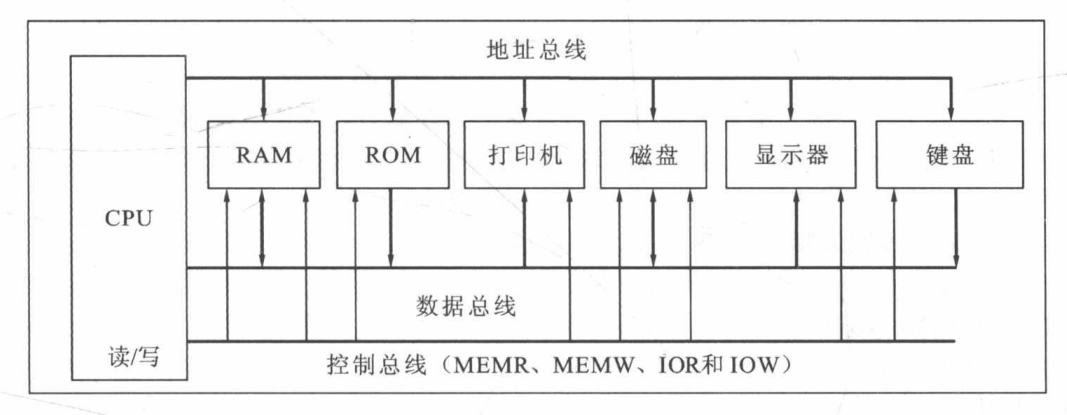 地址总线
RAM
ROM
打印机
磁盘
显示器
键盘
CPU
数据总线
读/写
控制总线（MEMR、MEMW、IOR和IOW）